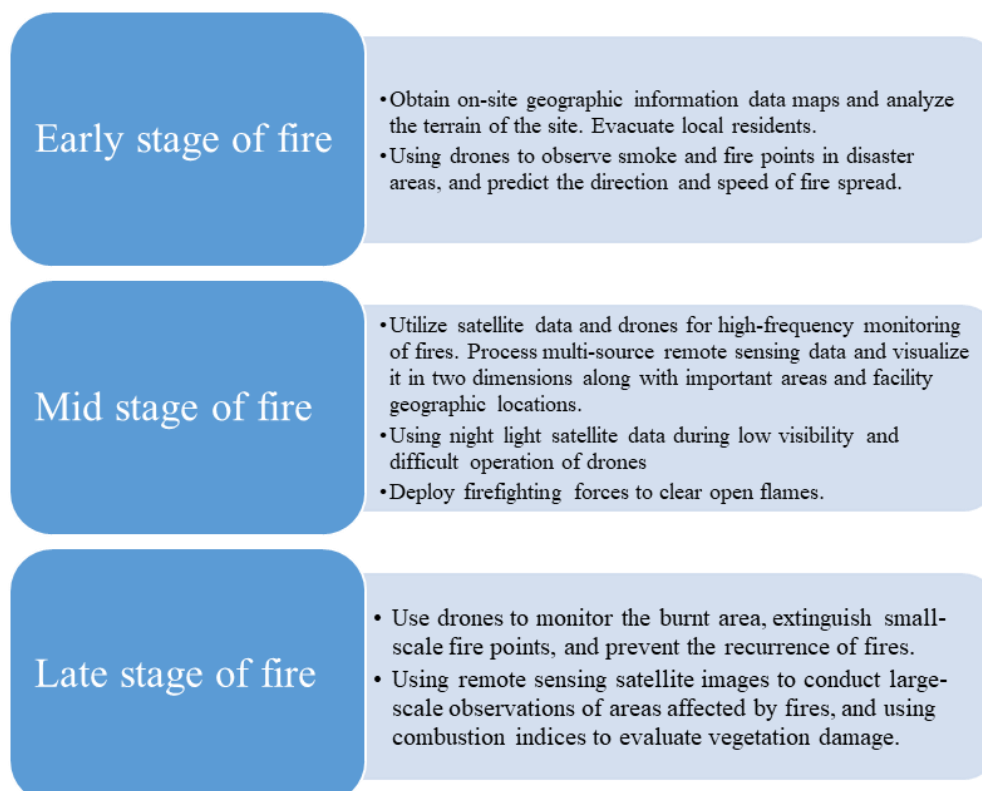 Early stage of fire
•Obtain on-site geographic information data maps and analyze
the terrain of the site. Evacuate local residents.
•Using drones to observe smoke and fire points in disaster
areas, and predict the direction and speed of fire spread.
Mid stage of fire
•Utilize satellite data and drones for high-frequency monitoring
of fires. Process multi-source remote sensing data and visualize
it in two dimensions along with important areas and facility
geographic locations.
•Using night light satellite data during low visibility and
difficult operation of drones
•Deploy firefighting forces to clear open flames.
Late stage of fire
• Use drones to monitor the burnt area, extinguish small-
scale fire points, and prevent the recurrence of fires.
• Using remote sensing satellite images to conduct large-
scale observations of areas affected by fires, and using
combustion indices to evaluate vegetation damage.